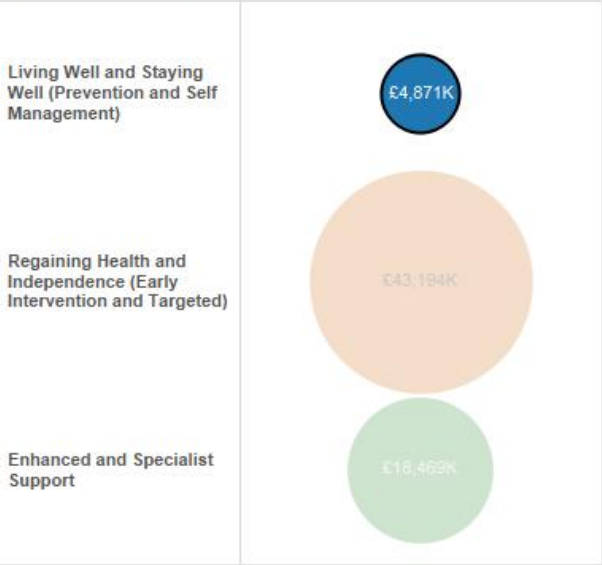 Living Well and Staying
Well (Prevention and Self
Management)
£4,871K
Regaining Health and
Independence (Early
Intervention and Targeted)
£43,194K
Enhanced and Specialist
Support
£18,469K